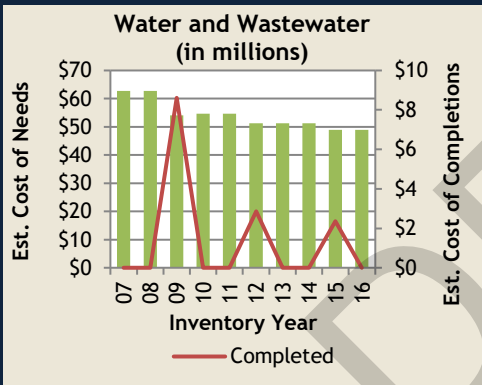 Water and Wastewater
(in millions)
Est. Cost of Needs
$70
$60
$50
$40
$30
$20
$10
$0
$10
$8
$6
$4
$2
$0
Est. Cost of Completions
07 08 09 10 11 12 13 14 15 16
Inventory Year
Completed